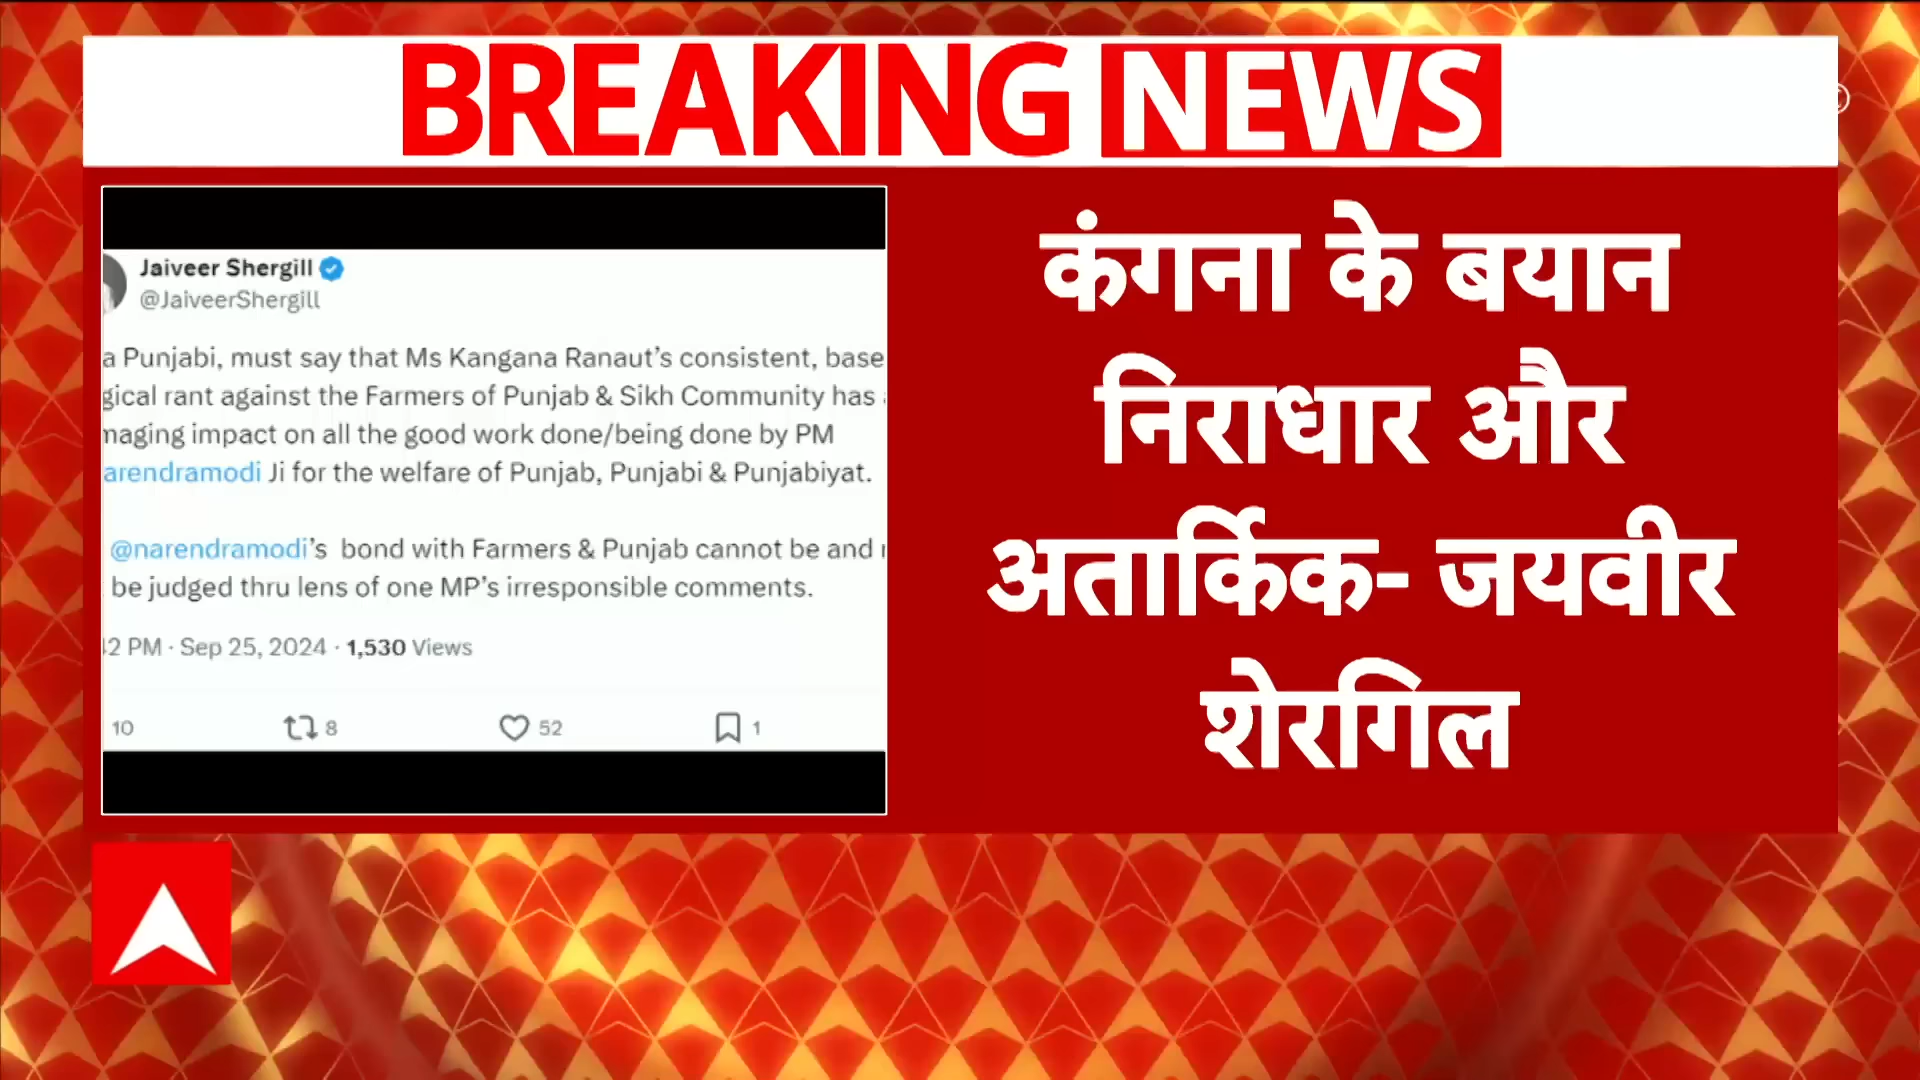 BREAKING NEWS
Jaiveer Shergill
@JaiveerShergill
a Punjabi, must say that Ms Kangana Ranaut's consistent, base
gical rant against the Farmers of Punjab & Sikh Community has
maging impact on all the good work done/being done by PM
arendramodi Ji for the welfare of Punjab, Punjabi & Punjabiyat.
@narendramodi's bond with Farmers & Punjab cannot be and
be judged thru lens of one MP's irresponsible comments.
2 PM · Sep 25, 2024 · 1,530 Views
10 8 52 1
कंगना के बयान
निराधार और
अतार्किक- जयवीर
शेरगिल